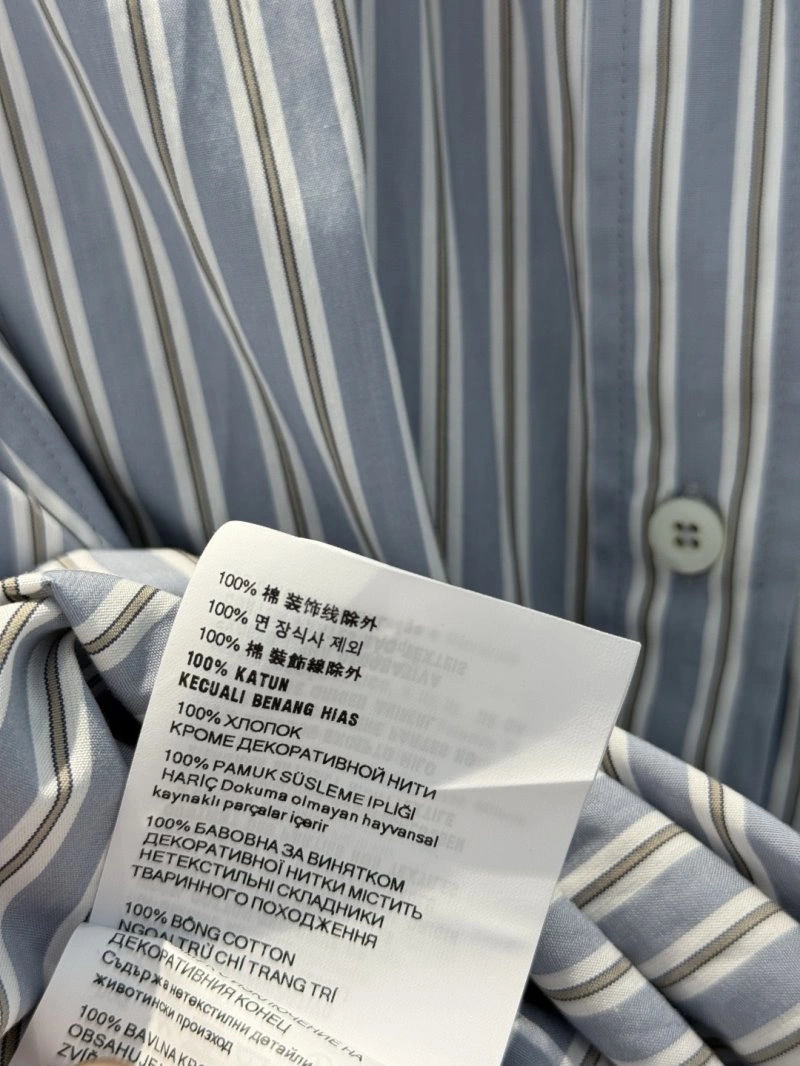 100% 棉 装饰线除外
100% 면 장식사 제외
100% 棉 裝飾線除外
100% KATUN
KECUALI BENANG HIAS
100% ХЛОПОК
КРОМЕ ДЕКОРАТИВНОЙ НИТИ
100% PAMUK SÜSLEME IPLIĞI
HARİÇ Dokuma olmayan hayvansal
kaynaklı parçalar içerir
100% БАВОВНА ЗА ВИНЯТКОМ
ДЕКОРАТИВНОЇ НИТКИ МІСТИТЬ
НЕТЕКСТИЛЬНІ СКЛАДНИКИ
ТВАРИННОГО ПОХОДЖЕННЯ
100% BÔNG COTTON
NGOẠI TRỪ CHỈ TRANG TRÍ
ДЕКОРАТИВНИЯ КОНЕЦ
Съдържа нетекстилни детайли
животински произход
100% BAVLNA KR
OBSAHUJE